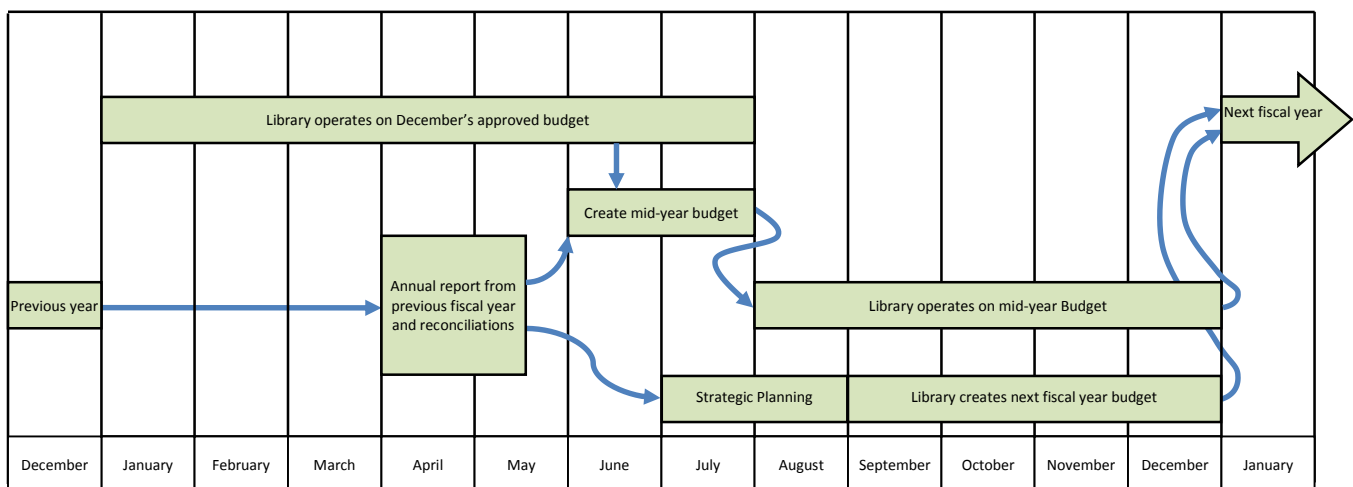 Library operates on December’s approved budget
Next fiscal year
Create mid-year budget
Previous year
Annual report from
previous fiscal year
and reconciliations
Library operates on mid-year Budget
Strategic Planning
Library creates next fiscal year budget
December
January
February
March
April
May
June
July
August
September
October
November
December
January